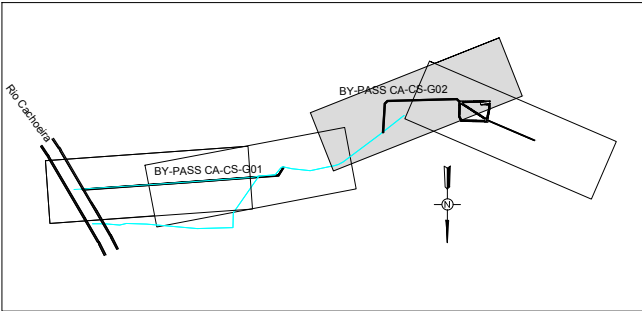 Rio Cachoeira
BY-PASS CA-CS-G02
BY-PASS CA-CS-G01
N